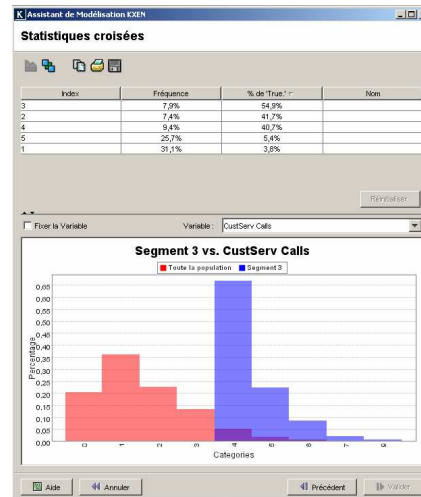 Assistant de Modélisation KXEN
Statistiques croisées
Index Fréquence % de 'True.' Nom
3 7,9% 54,9%
2 7,4% 41,7%
4 9,4% 40,7%
5 25,7% 5,4%
1 31,1% 3,8%
Réinitialiser
Fixer la Variable Variable : CustServ Calls
Segment 3 vs. CustServ Calls
Toute la population Segment 3
Percentage
0,65
0,60
0,55
0,50
0,45
0,40
0,35
0,30
0,25
0,20
0,15
0,10
0,05
0,00
0 1 2 3 4 5 6 7 9
Categories
Aide Annuler Précédent Valider